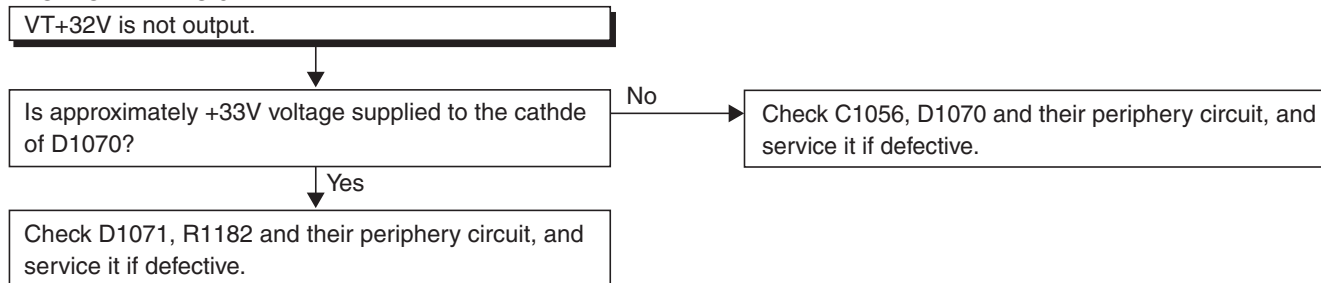 VT+32V is not output.
Is approximately +33V voltage supplied to the cathde
of D1070?
No
Check C1056, D1070 and their periphery circuit, and
service it if defective.
Yes
Check D1071, R1182 and their periphery circuit, and
service it if defective.